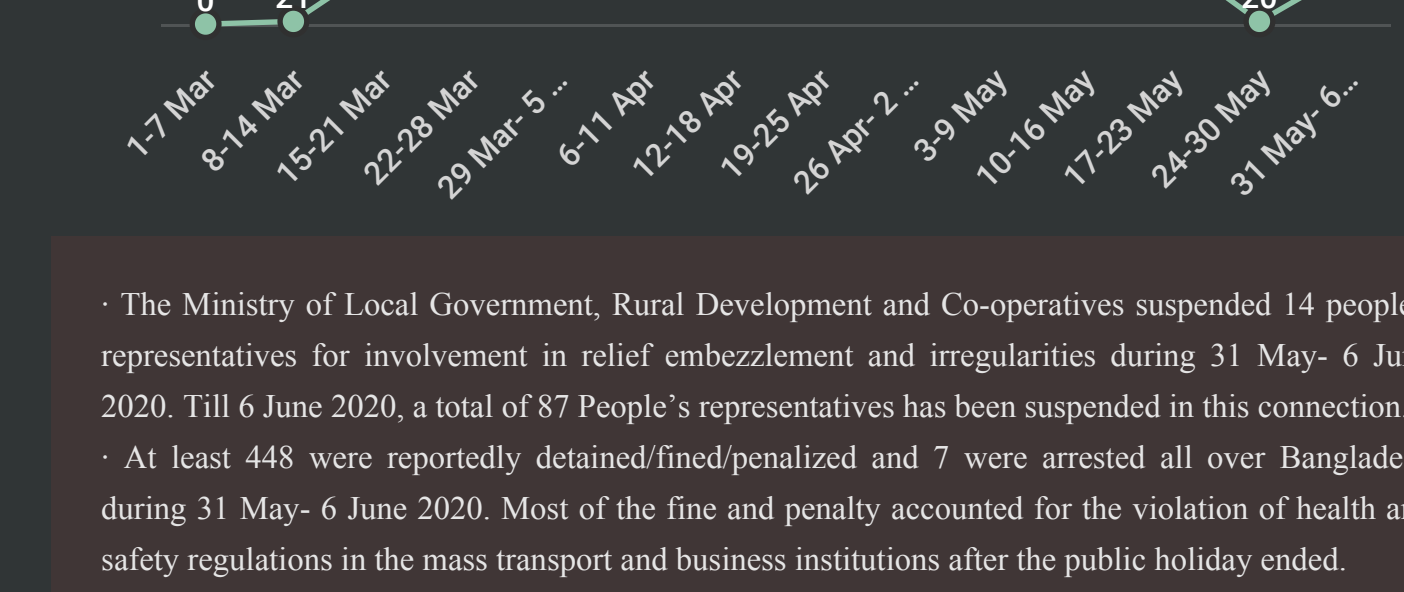 0 21 20
1-7 Mar 8-14 Mar 15-21 Mar 22-28 Mar 29 Mar- 5 ... 6-11 Apr 12-18 Apr 19-25 Apr 26 Apr- 2 ... 3-9 May 10-16 May 17-23 May 24-30 May 31 May- 6...
· The Ministry of Local Government, Rural Development and Co-operatives suspended 14 people
representatives for involvement in relief embezzlement and irregularities during 31 May- 6 Ju
2020. Till 6 June 2020, a total of 87 People’s representatives has been suspended in this connection.
· At least 448 were reportedly detained/fined/penalized and 7 were arrested all over Banglade
during 31 May- 6 June 2020. Most of the fine and penalty accounted for the violation of health a
safety regulations in the mass transport and business institutions after the public holiday ended.